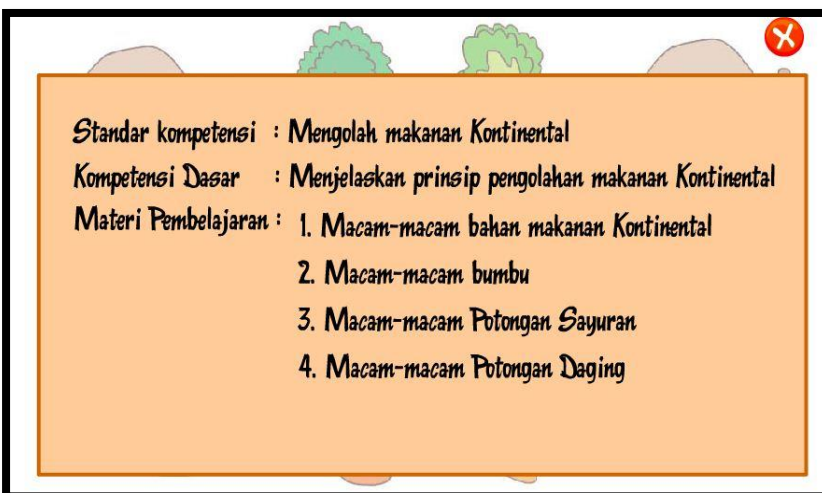 Standar kompetensi : Mengolah makanan Kontinental
Kompetensi Dasar : Menjelaskan prinsip pengolahan makanan Kontinental
Materi Pembelajaran : 1. Macam-macam bahan makanan Kontinental
2. Macam-macam bumbu
3. Macam-macam Potongan Sayuran
4. Macam-macam Potongan Daging